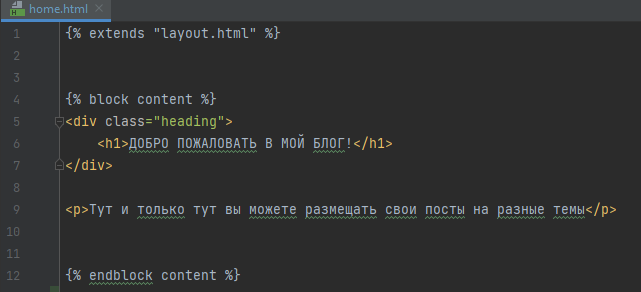 home.html
1 {% extends "layout.html" %}
2
3
4 {% block content %}
5 <div class="heading">
6 <h1>ДОБРО ПОЖАЛОВАТЬ В МОЙ БЛОГ!</h1>
7 </div>
8
9 <p>Тут и только тут вы можете размещать свои посты на разные темы</p>
10
11
12 {% endblock content %}